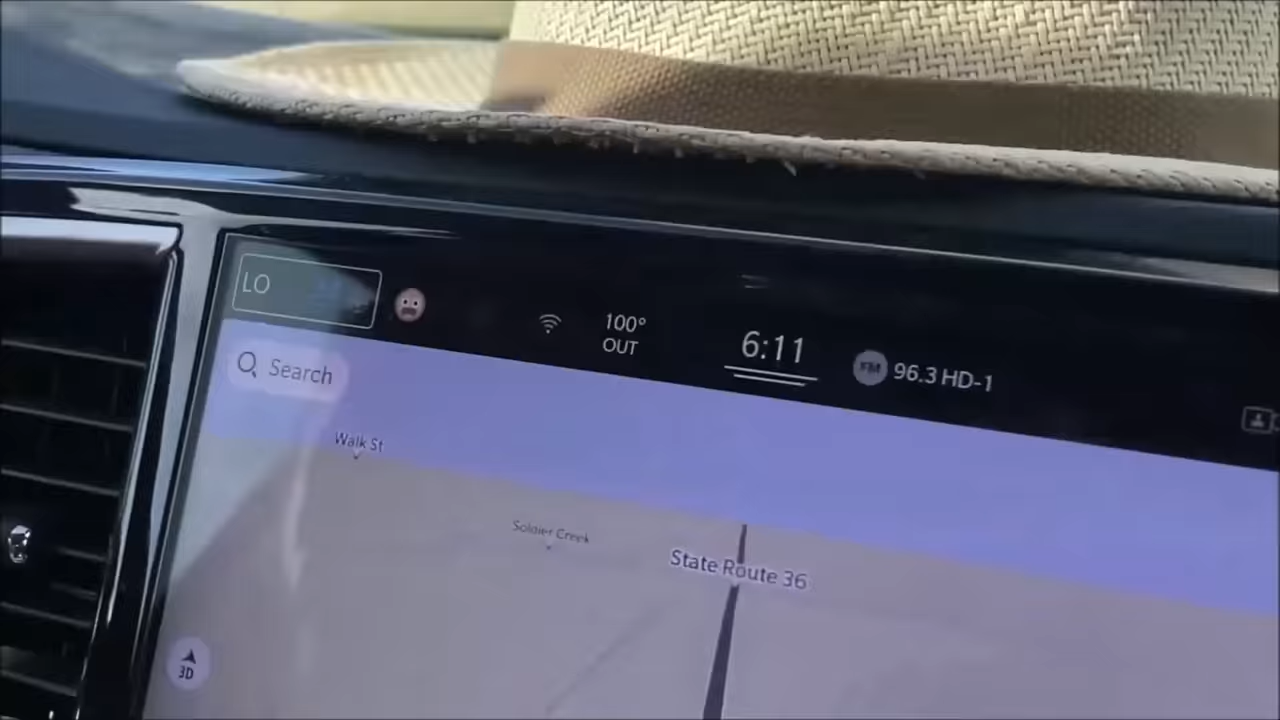 LO
100°
OUT
6:11
FM 96.3 HD-1
Search
Walk St
Soldier Creek
State Route 36
3D